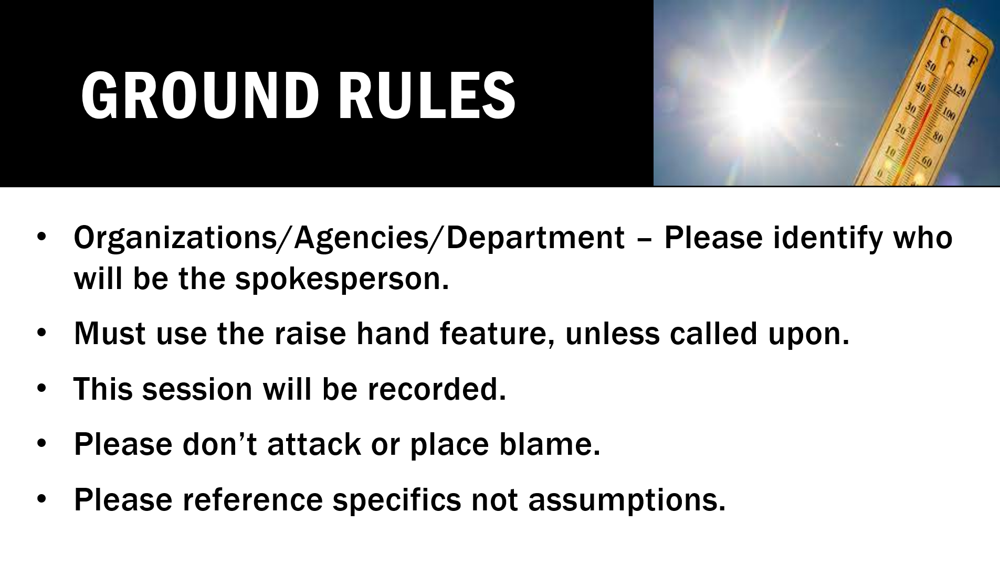 GROUND RULES
°C
°F
50
40
120
30
100
20
80
10
60
0
• Organizations/Agencies/Department – Please identify who
will be the spokesperson.
• Must use the raise hand feature, unless called upon.
• This session will be recorded.
• Please don’t attack or place blame.
• Please reference specifics not assumptions.